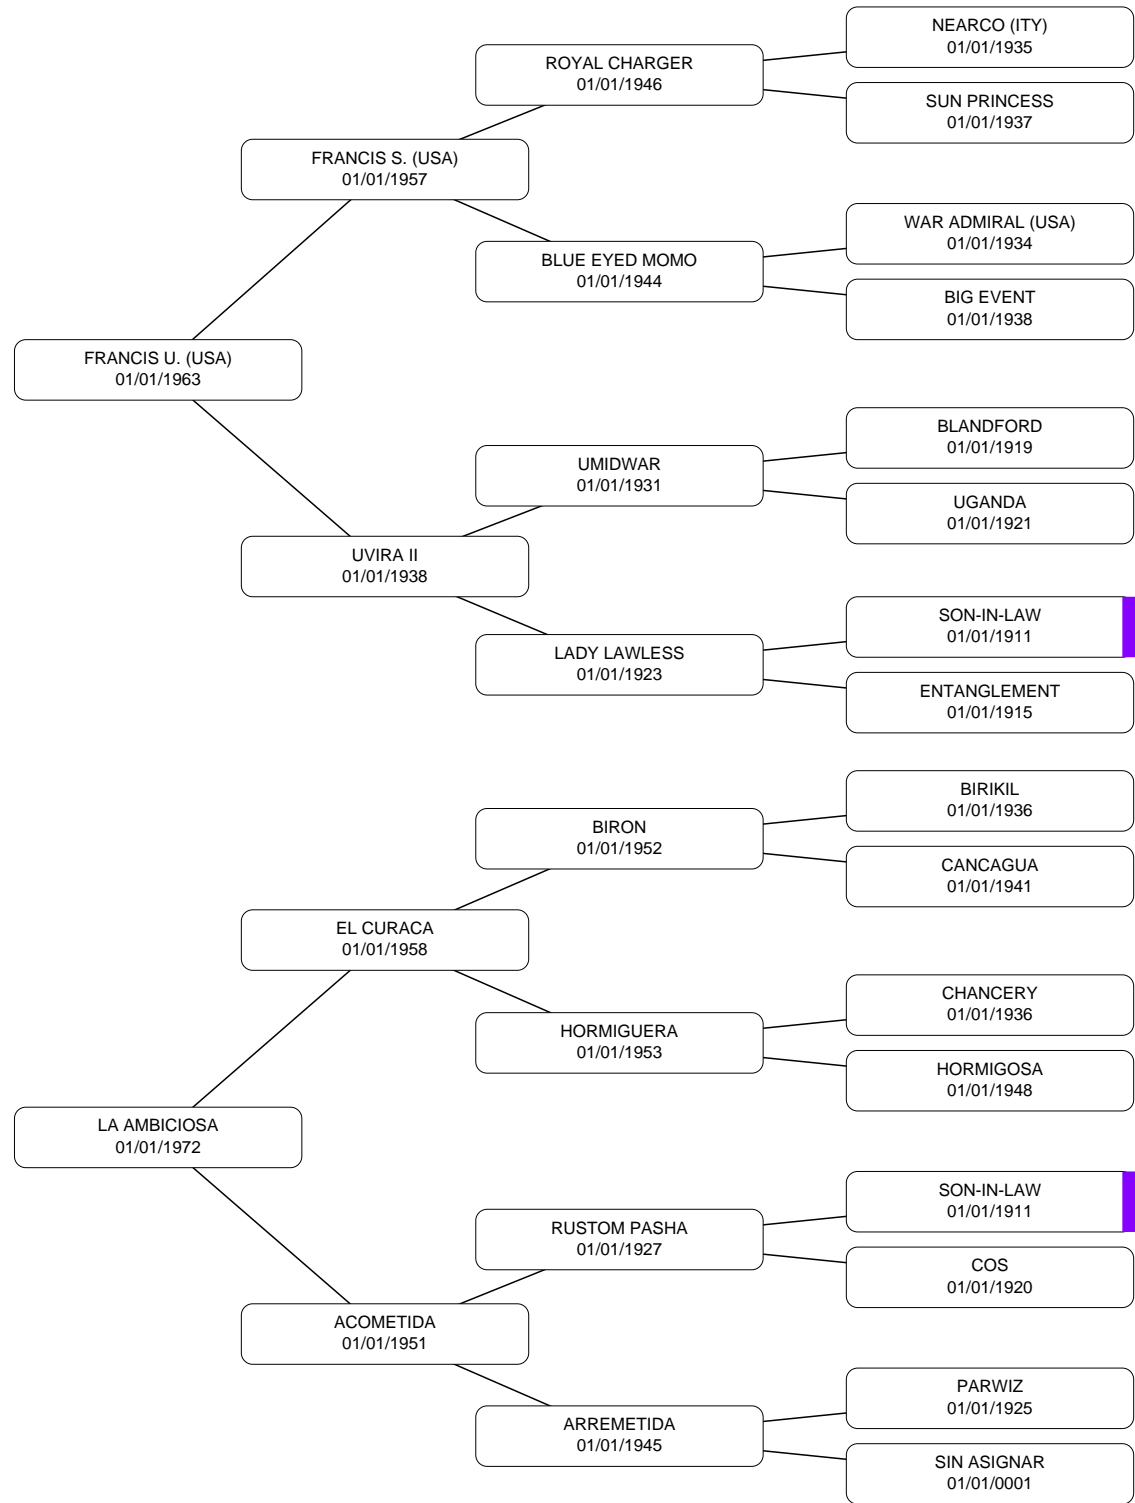 NEARCO (ITY)
01/01/1935
ROYAL CHARGER
01/01/1946
SUN PRINCESS
01/01/1937
FRANCIS S. (USA)
01/01/1957
WAR ADMIRAL (USA)
01/01/1934
BLUE EYED MOMO
01/01/1944
BIG EVENT
01/01/1938
FRANCIS U. (USA)
01/01/1963
BLANDFORD
01/01/1919
UMIDWAR
01/01/1931
UGANDA
01/01/1921
UVIRA II
01/01/1938
SON-IN-LAW
01/01/1911
LADY LAWLESS
01/01/1923
ENTANGLEMENT
01/01/1915
BIRIKIL
01/01/1936
BIRON
01/01/1952
CANCAGUA
01/01/1941
EL CURACA
01/01/1958
CHANCERY
01/01/1936
HORMIGUERA
01/01/1953
HORMIGOSA
01/01/1948
LA AMBICIOSA
01/01/1972
SON-IN-LAW
01/01/1911
RUSTOM PASHA
01/01/1927
COS
01/01/1920
ACOMETIDA
01/01/1951
PARWIZ
01/01/1925
ARREMETIDA
01/01/1945
SIN ASIGNAR
01/01/0001